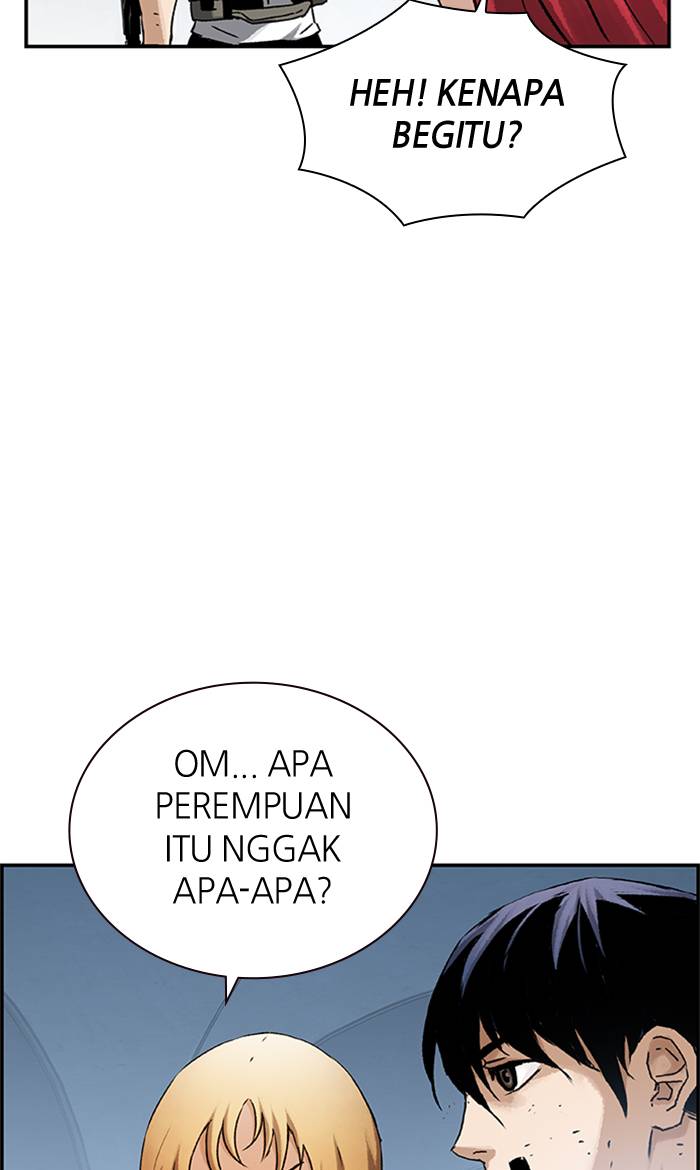 HEH! KENAPA
BEGITU?
OM... APA
PEREMPUAN
ITU NGGAK
APA-APA?